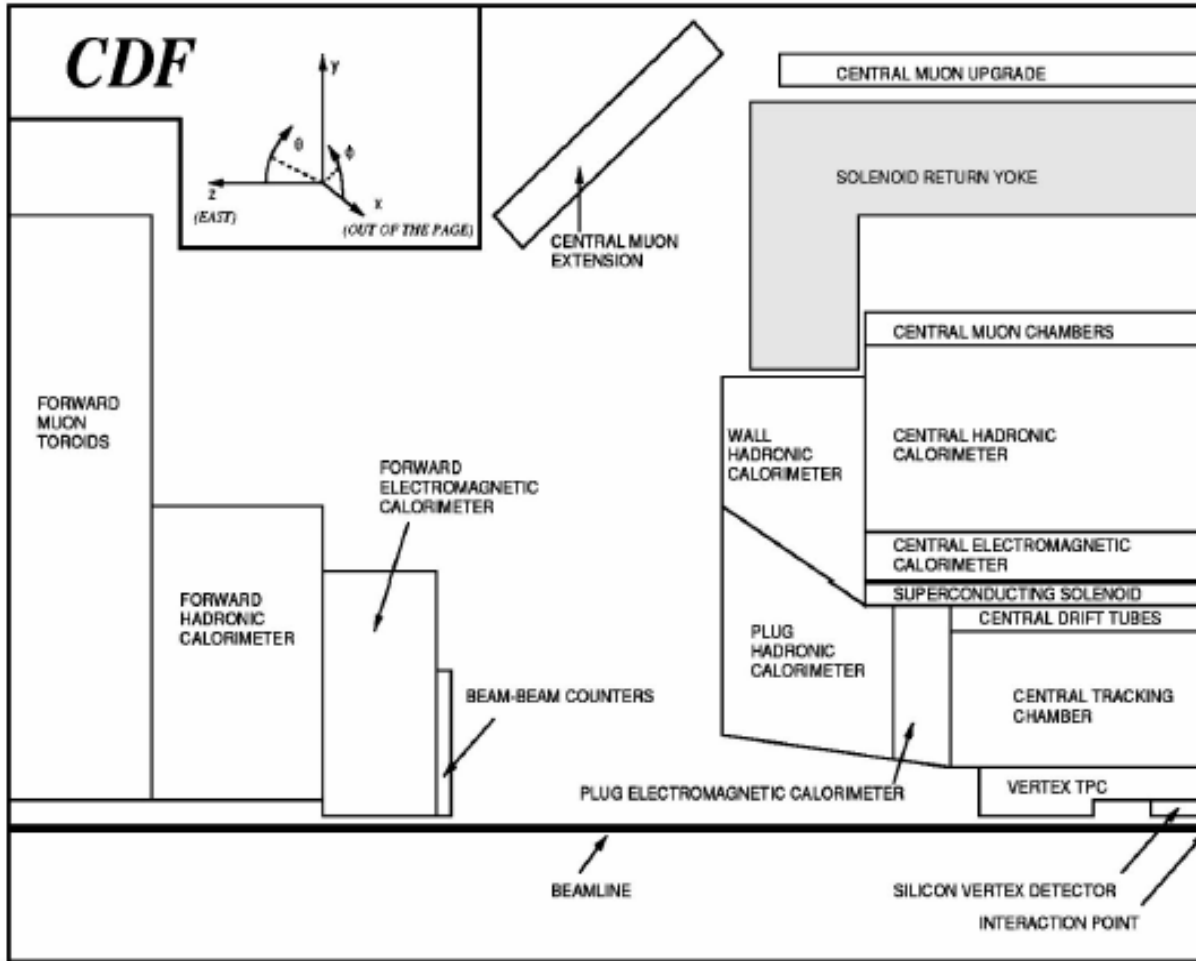 CDF
y
θ
ϕ
z
x
(EAST)
(OUT OF THE PAGE)
CENTRAL MUON
EXTENSION
CENTRAL MUON UPGRADE
SOLENOID RETURN YOKE
CENTRAL MUON CHAMBERS
FORWARD
MUON
TOROIDS
WALL
HADRONIC
CALORIMETER
CENTRAL HADRONIC
CALORIMETER
FORWARD
ELECTROMAGNETIC
CALORIMETER
CENTRAL ELECTROMAGNETIC
CALORIMETER
SUPERCONDUCTING SOLENOID
FORWARD
HADRONIC
CALORIMETER
CENTRAL DRIFT TUBES
PLUG
HADRONIC
CALORIMETER
BEAM-BEAM COUNTERS
CENTRAL TRACKING
CHAMBER
PLUG ELECTROMAGNETIC CALORIMETER
VERTEX TPC
BEAMLINE
SILICON VERTEX DETECTOR
INTERACTION POINT